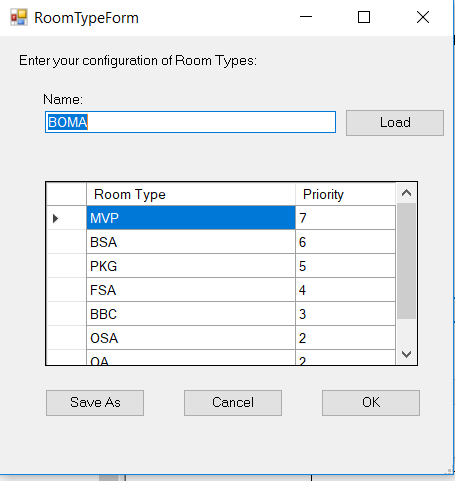 RoomTypeForm
Enter your configuration of Room Types:
Name:
BOMA Load
Room Type Priority
MVP 7
BSA 6
PKG 5
FSA 4
BBC 3
OSA 2
OA 2
Save As Cancel OK